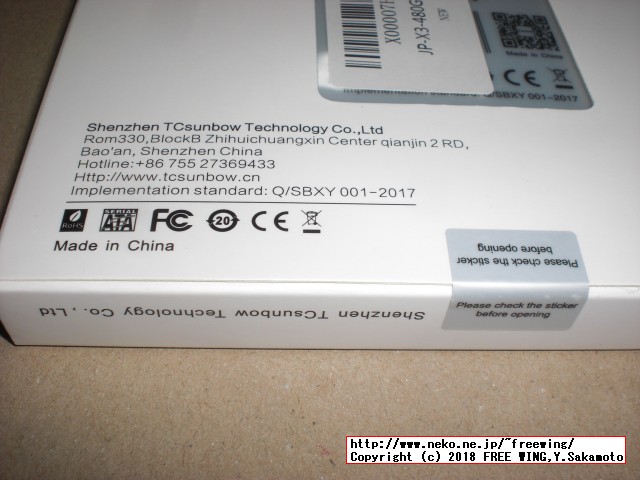 X00007
JP-X3-480G
NEW
Made in China
Implementation standard: Q/SBXY 001-2017
Shenzhen TCsunbow Technology Co.,Ltd
Rom330,BlockB Zhihuichuangxin Center qianjin 2 RD,
Bao'an, Shenzhen China
Hotline:+86 755 27369433
Http://www.tcsunbow.cn
Implementation standard: Q/SBXY 001-2017
RoHS
SERIAL
ATA
FC
20
CE
Made in China
Please check the sticker
before opening
Please check the sticker
before opening
Shenzhen TCsunbow Technology Co., Ltd
http://www.neko.ne.jp/~freewing/
Copyright (c) 2018 FREE WING,Y.Sakamoto